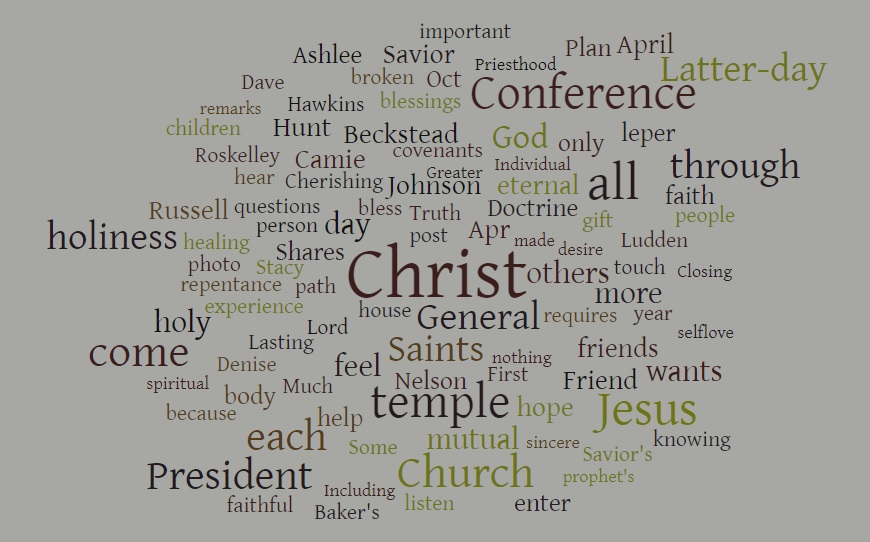 important
Ashlee Savior Priesthood Plan April
Dave broken Oct Latter-day
remarks Hawkins blessings Conference
children Hunt Beckstead God only leper
Roskelley Camie covenants Individual all through
hear Cherishing Greater Johnson eternal faith
Russell questions bless Truth Doctrine gift people
holiness healing person day post Apr made desire Ludden
photo Stacy Shares Christ others touch Closing
repentance path more
experience house General requires year
holy Lord selflove
come Lasting Saints nothing friends
Denise feel Nelson First Friend wants
spiritual body Much temple hope Jesus
because help
each Some mutual sincere Savior's knowing
President Church prophet's
faithful Including listen enter
Baker's